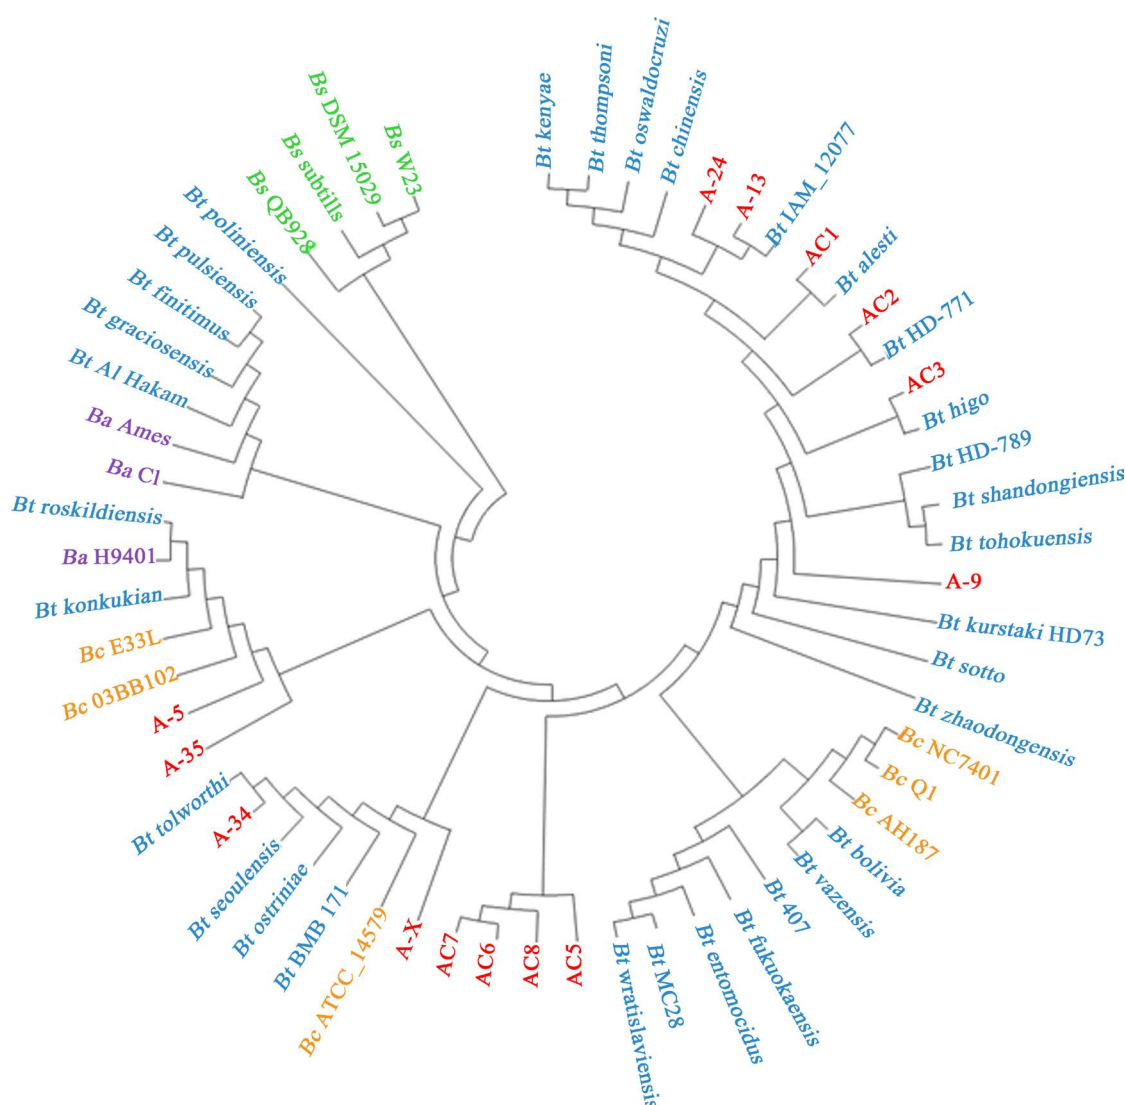 Bt kenyae
Bt thompsoni
Bt oswaldocruzi
Bt chinensis
A-24
A-13
Bt IAM_12077
AC1
Bt alesti
AC2
Bt HD-771
AC3
Bt higo
Bt HD-789
Bt shandongiensis
Bt tohokuensis
A-9
Bt kurstaki HD73
Bt sotto
Bt zhaodongensis
Bc NC7401
Bc Q1
Bc AH187
Bt bolivia
Bt vazensis
Bt 407
Bt fukuokaensis
Bt entomocidus
Bt MC28
Bt wratislaviensis
AC5
AC8
AC6
AC7
A-X
Bc ATCC_14579
Bt BMB 171
Bt ostriniae
Bt seoulensis
A-34
Bt tolworthi
A-35
A-5
Bc 03BB102
Bc E33L
Bt konkukian
Ba H9401
Bt roskildiensis
Ba Cl
Ba Ames
Bt Al Hakam
Bt graciosensis
Bt finitimus
Bt pulsiensis
Bt poliniensis
Bs QB928
Bs subtills
Bs DSM 15029
Bs W23